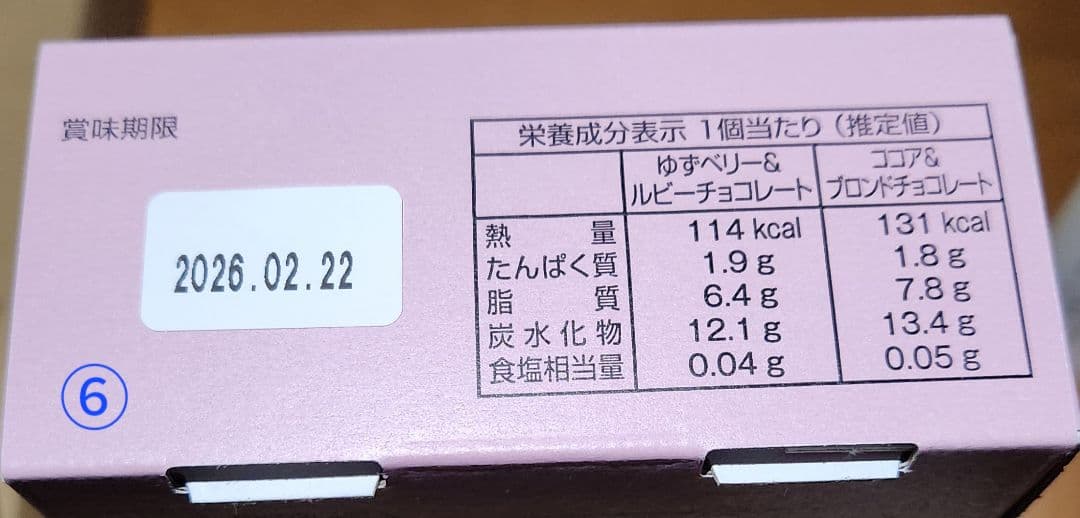 賞味期限
2026.02.22
⑥
栄養成分表示 1個当たり（推定値）
ゆずベリー&
ルビーチョコレート
ココア&
ブロンドチョコレート
熱量 114 kcal 131 kcal
たんぱく質 1.9 g 1.8 g
脂質 6.4 g 7.8 g
炭水化物 12.1 g 13.4 g
食塩相当量 0.04 g 0.05 g